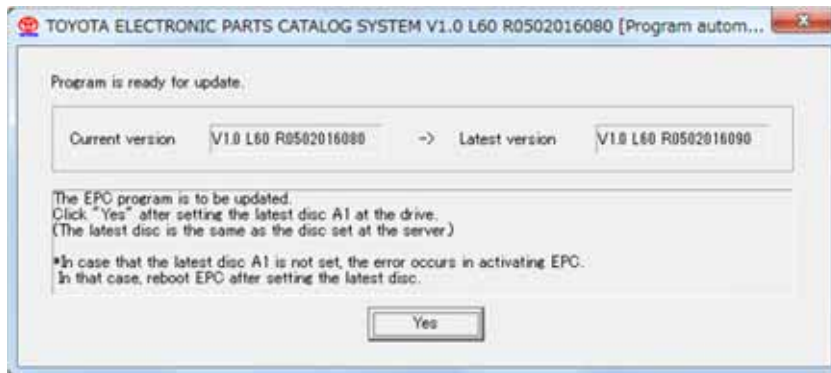 TOYOTA ELECTRONIC PARTS CATALOG SYSTEM V1.0 L60 R0502016080 [Program autom...
Program is ready for update.
Current version V1.0 L60 R0502016080 -> Latest version V1.0 L60 R0502016090
The EPC program is to be updated.
Click "Yes" after setting the latest disc A1 at the drive.
(The latest disc is the same as the disc set at the server.)
*In case that the latest disc A1 is not set, the error occurs in activating EPC.
In that case, reboot EPC after setting the latest disc.
Yes